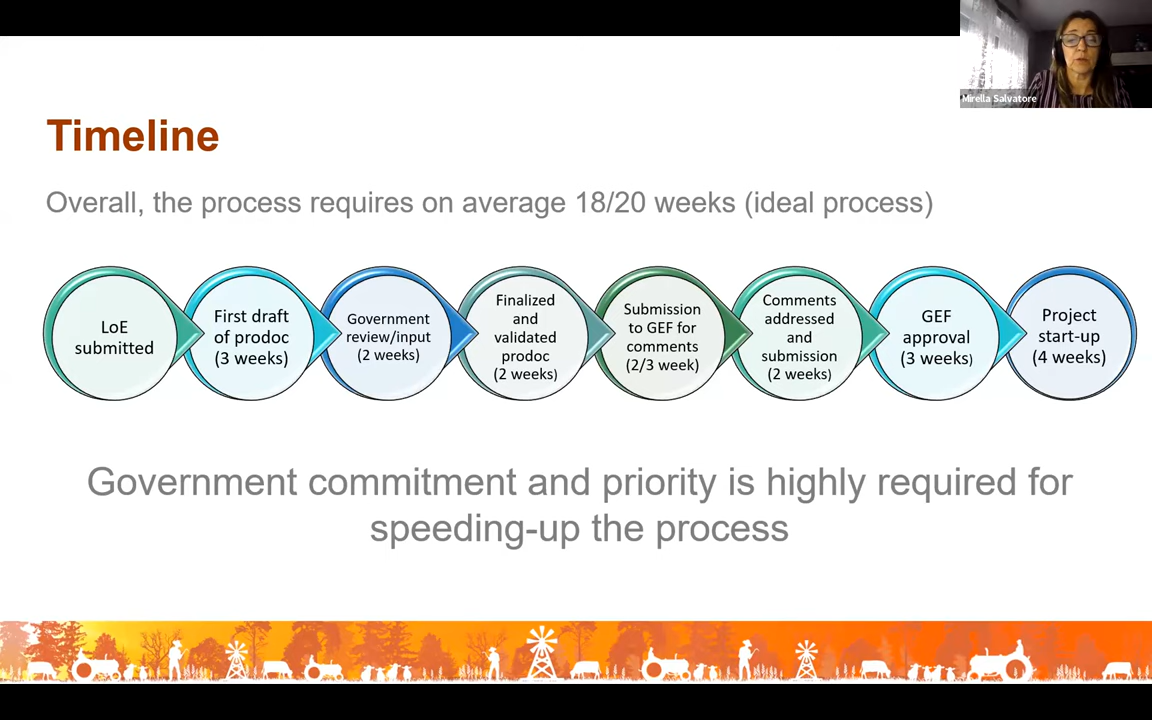 Mirella Salvatore
Timeline
Overall, the process requires on average 18/20 weeks (ideal process)
LoE
submitted
First draft
of prodoc
(3 weeks)
Government
review/input
(2 weeks)
Finalized
and
validated
prodoc
(2 weeks)
Submission
to GEF for
comments
(2/3 week)
Comments
addressed
and
submission
(2 weeks)
GEF
approval
(3 weeks)
Project
start-up
(4 weeks)
Government commitment and priority is highly required for
speeding-up the process